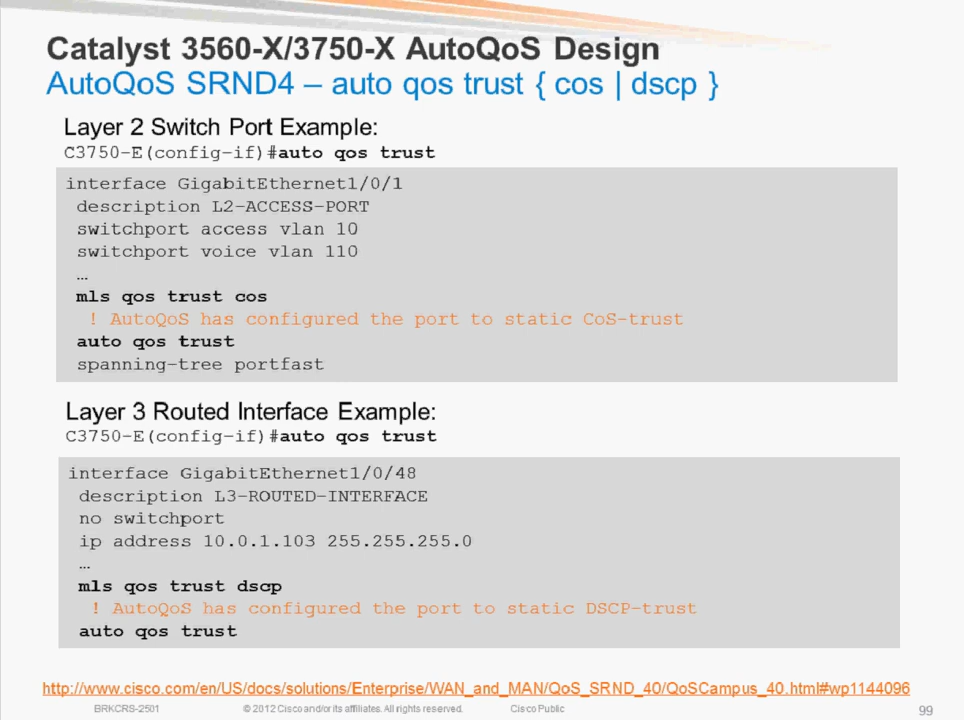 Catalyst 3560-X/3750-X AutoQoS Design
AutoQoS SRND4 – auto qos trust { cos | dscp }
Layer 2 Switch Port Example:
C3750-E(config-if)#auto qos trust
interface GigabitEthernet1/0/1
description L2-ACCESS-PORT
switchport access vlan 10
switchport voice vlan 110
…
mls qos trust cos
! AutoQoS has configured the port to static CoS-trust
auto qos trust
spanning-tree portfast
Layer 3 Routed Interface Example:
C3750-E(config-if)#auto qos trust
interface GigabitEthernet1/0/48
description L3-ROUTED-INTERFACE
no switchport
ip address 10.0.1.103 255.255.255.0
…
mls qos trust dscp
! AutoQoS has configured the port to static DSCP-trust
auto qos trust
http://www.cisco.com/en/US/docs/solutions/Enterprise/WAN_and_MAN/QoS_SRND_40/QoSCampus_40.html#wp1144096
BRKCRS-2501 © 2012 Cisco and/or its affiliates. All rights reserved. Cisco Public 99